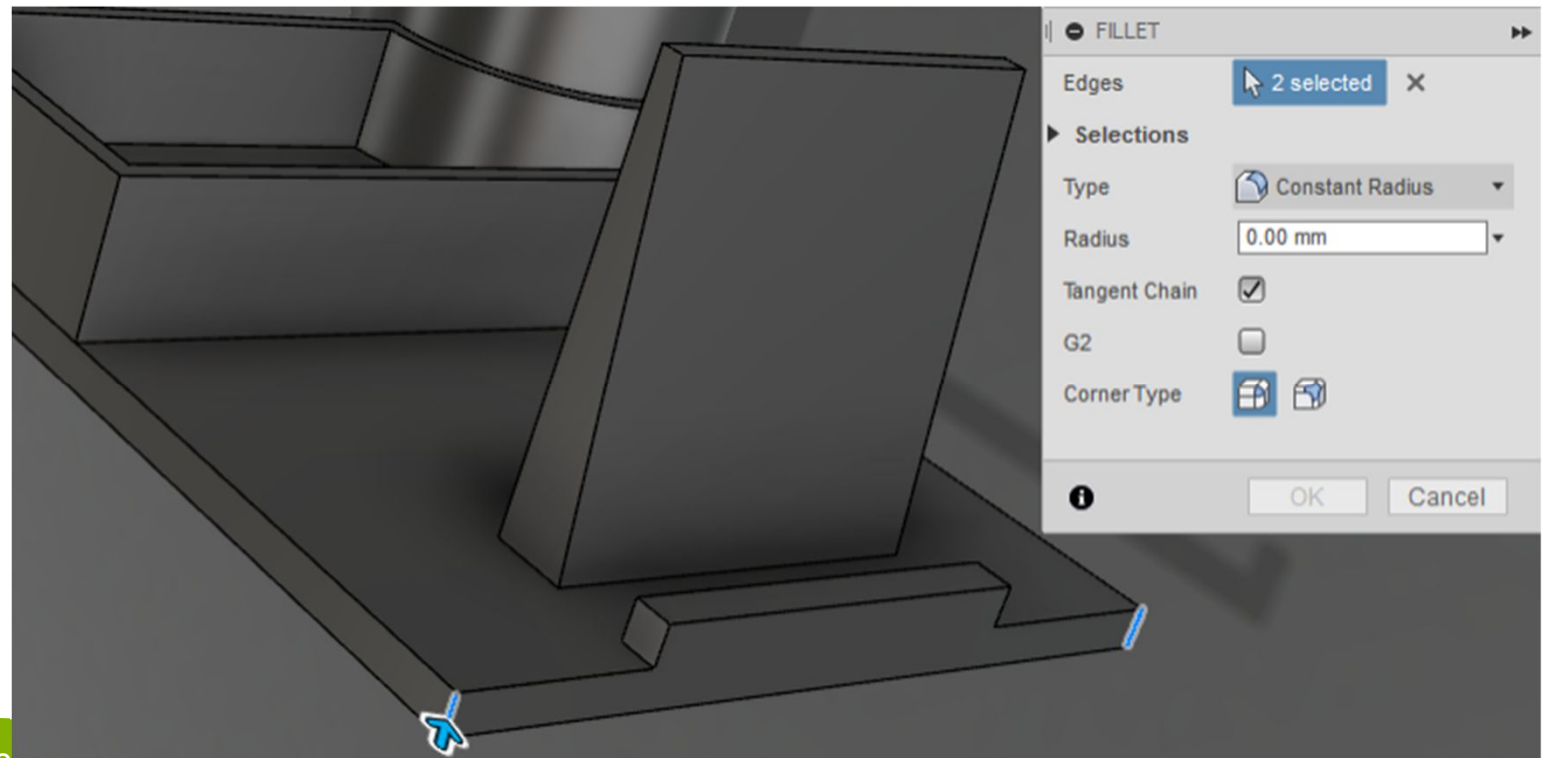 FILLET
Edges 2 selected
Selections
Type Constant Radius
Radius 0.00 mm
Tangent Chain
G2
Corner Type
OK Cancel